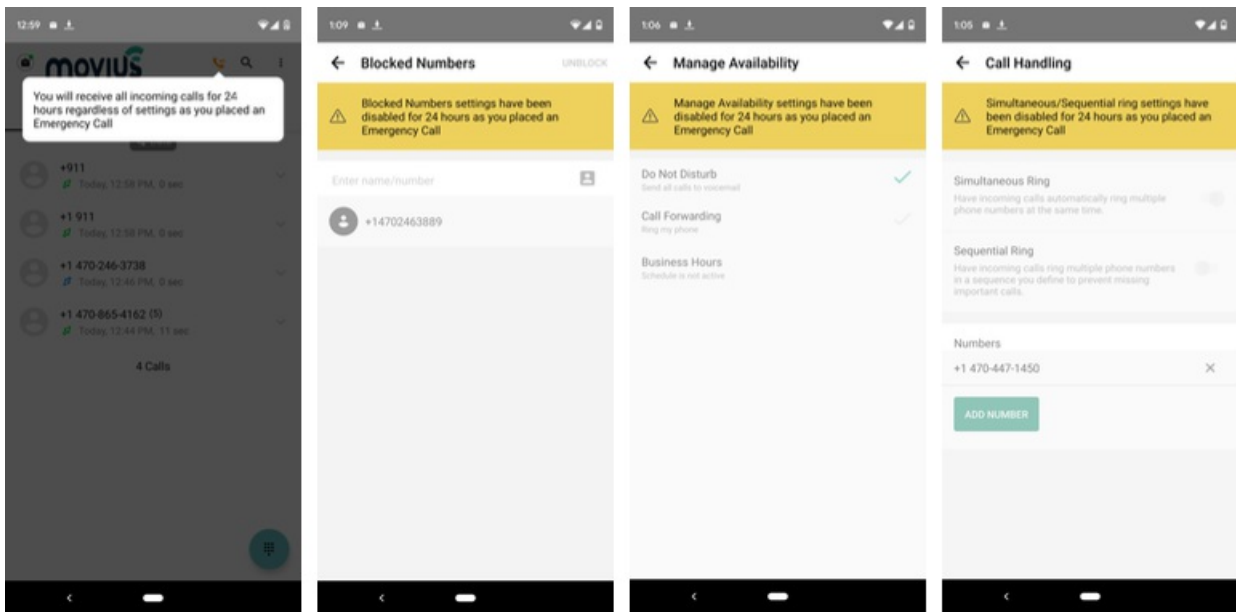 12:59
movius
You will receive all incoming calls for 24
hours regardless of settings as you placed an
Emergency Call
+911
Today, 12:58 PM, 0 sec
+1 911
Today, 12:58 PM, 0 sec
+1 470-246-3738
Today, 12:46 PM, 0 sec
+1 470-865-4162 (5)
Today, 12:44 PM, 11 sec
4 Calls
1:09
Blocked Numbers
UNBLOCK
Blocked Numbers settings have been
disabled for 24 hours as you placed an
Emergency Call
Enter name/number
+14702463889
1:06
Manage Availability
Manage Availability settings have been
disabled for 24 hours as you placed an
Emergency Call
Do Not Disturb
Send all calls to voicemail
Call Forwarding
Ring my phone
Business Hours
Schedule is not active
1:05
Call Handling
Simultaneous/Sequential ring settings have
been disabled for 24 hours as you placed an
Emergency Call
Simultaneous Ring
Have incoming calls automatically ring multiple
phone numbers at the same time.
Sequential Ring
Have incoming calls ring multiple phone numbers
in a sequence you define to prevent missing
important calls.
Numbers
+1 470-447-1450
ADD NUMBER